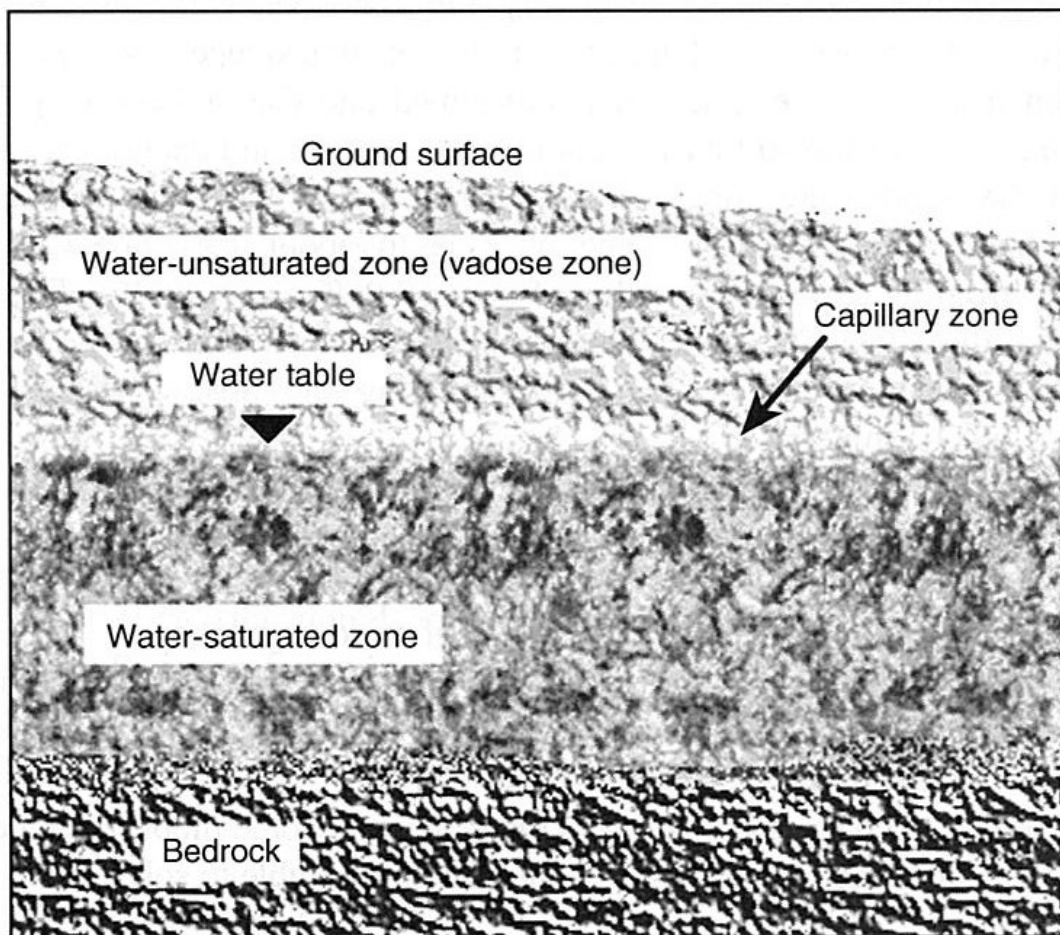 Ground surface
Water-unsaturated zone (vadose zone)
Capillary zone
Water table
Water-saturated zone
Bedrock